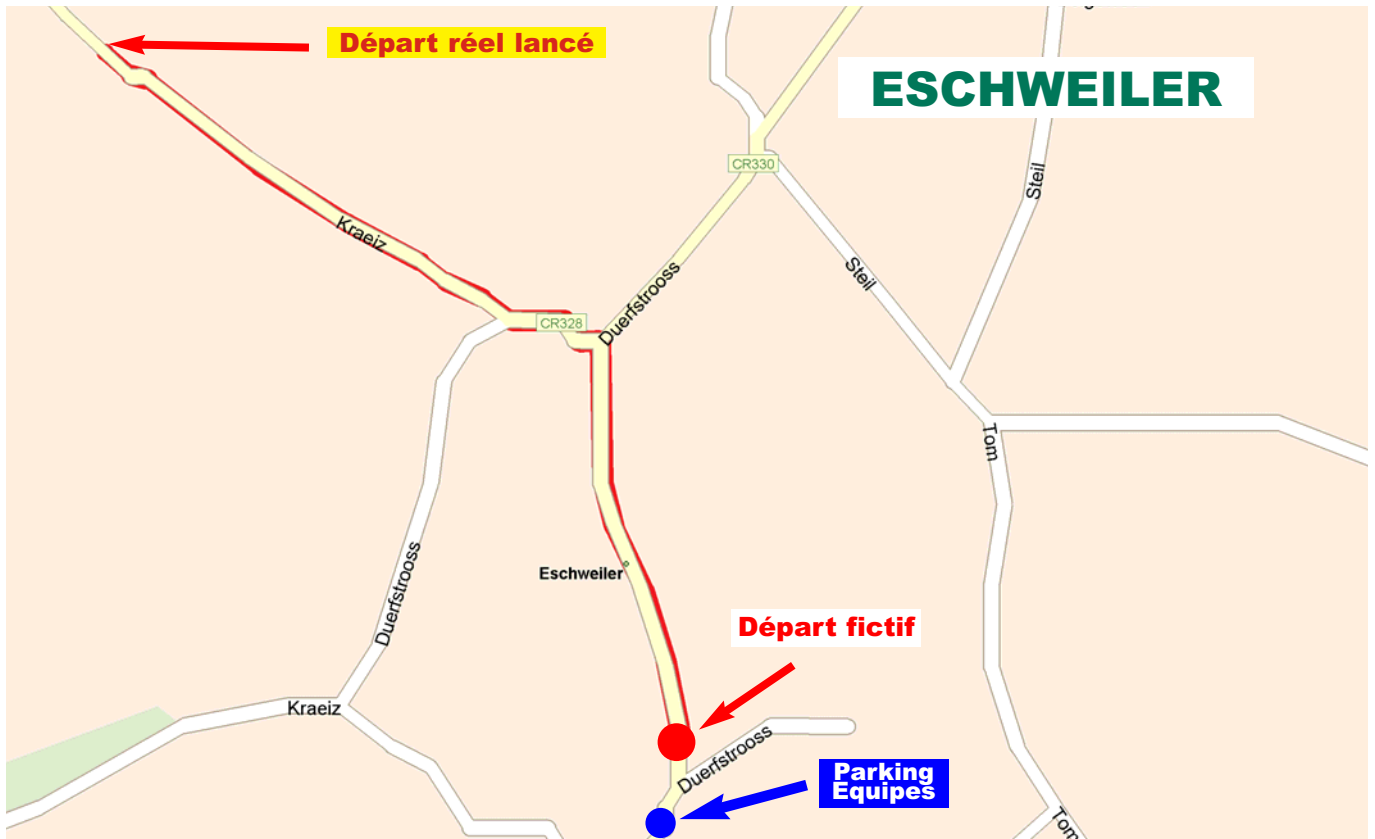 Départ réel lancé
ESCHWEILER
CR330
Steil
Kraeiz
Steil
Duerfstrooss
CR328
Tom
Eschweiler
Duerfstrooss
Départ fictif
Kraeiz
Duerfstrooss
Parking
Equipes
Tom